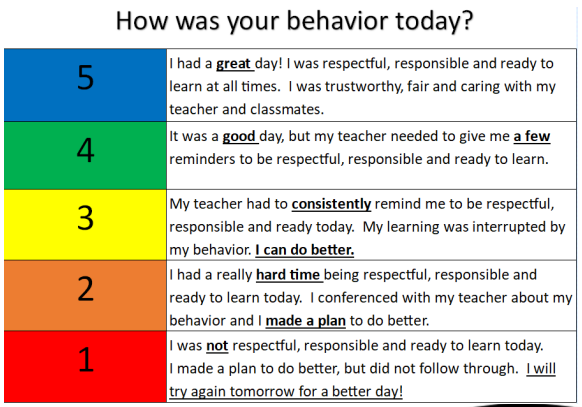 How was your behavior today?
5
I had a great day! I was respectful, responsible and ready to
learn at all times.  I was trustworthy, fair and caring with my
teacher and classmates.
4
It was a good day, but my teacher needed to give me a few
reminders to be respectful, responsible and ready to learn.
3
My teacher had to consistently remind me to be respectful,
responsible and ready today.  My learning was interrupted by
my behavior. I can do better.
2
I had a really hard time being respectful, responsible and
ready to learn today.  I conferenced with my teacher about my
behavior and I made a plan to do better.
1
I was not respectful, responsible and ready to learn today.
I made a plan to do better, but did not follow through.  I will
try again tomorrow for a better day!